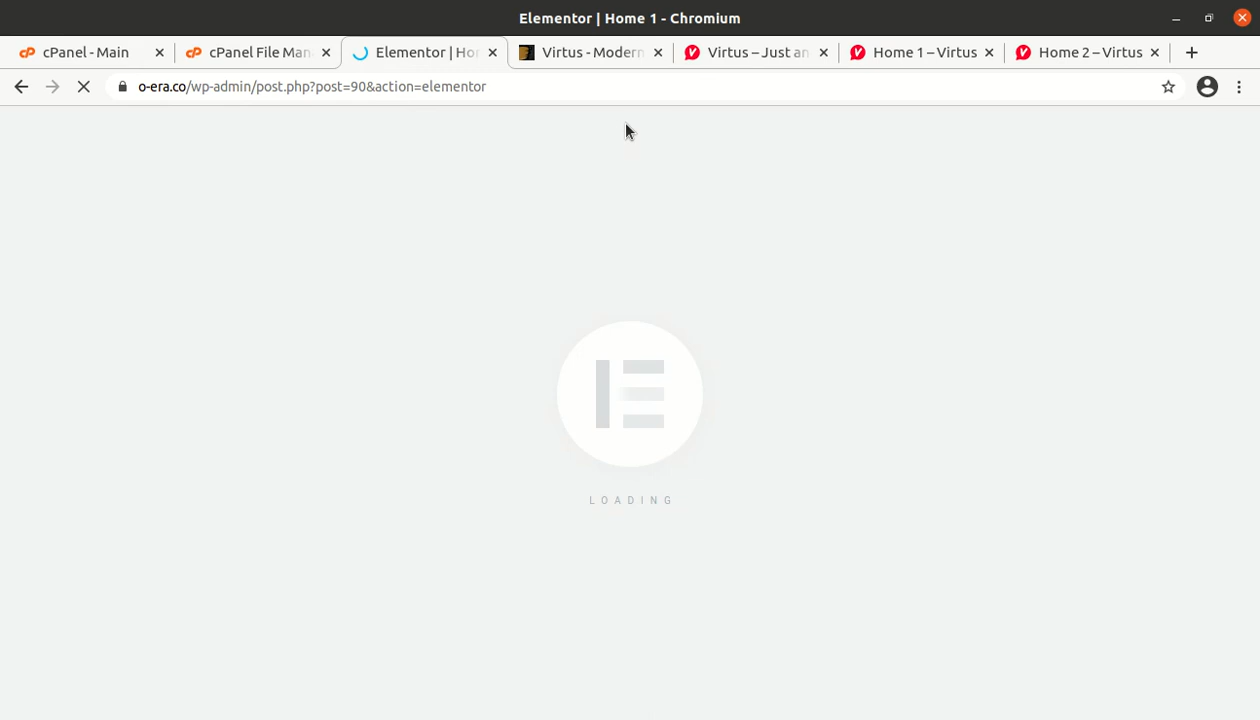 Elementor | Home 1 - Chromium
cPanel - Main
cPanel File Man
Elementor | Hor
Virtus - Modern
Virtus – Just an
Home 1 – Virtus
Home 2 – Virtus
o-era.co/wp-admin/post.php?post=90&action=elementor
LOADING